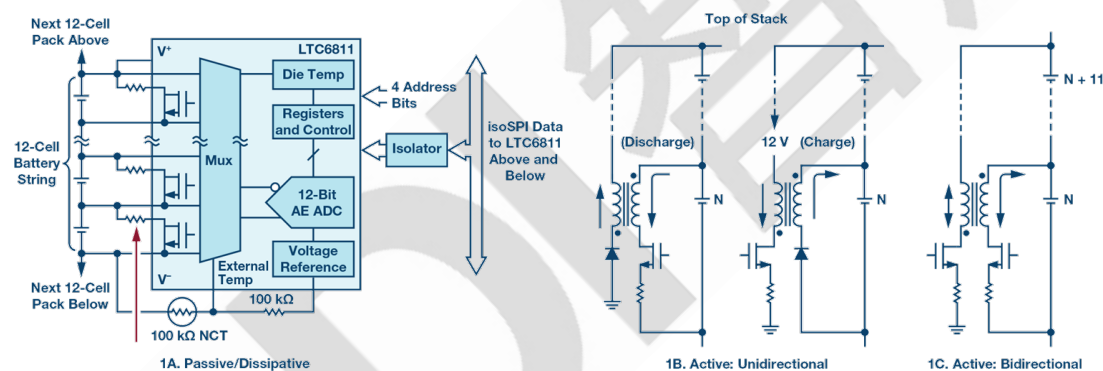 Next 12-Cell
Pack Above
V+
LTC6811
Die Temp
4 Address
Bits
Registers
and Control
12-Cell
Battery
String
Mux
Isolator
isoSPI Data
to LTC6811
Above and
Below
12-Bit
AE ADC
Voltage
Reference
V–
External
Temp
Next 12-Cell
Pack Below
100 kΩ
100 kΩ NCT
1A. Passive/Dissipative
Top of Stack
(Discharge)
12 V
(Charge)
N
N
1B. Active: Unidirectional
N + 11
N
1C. Active: Bidirectional